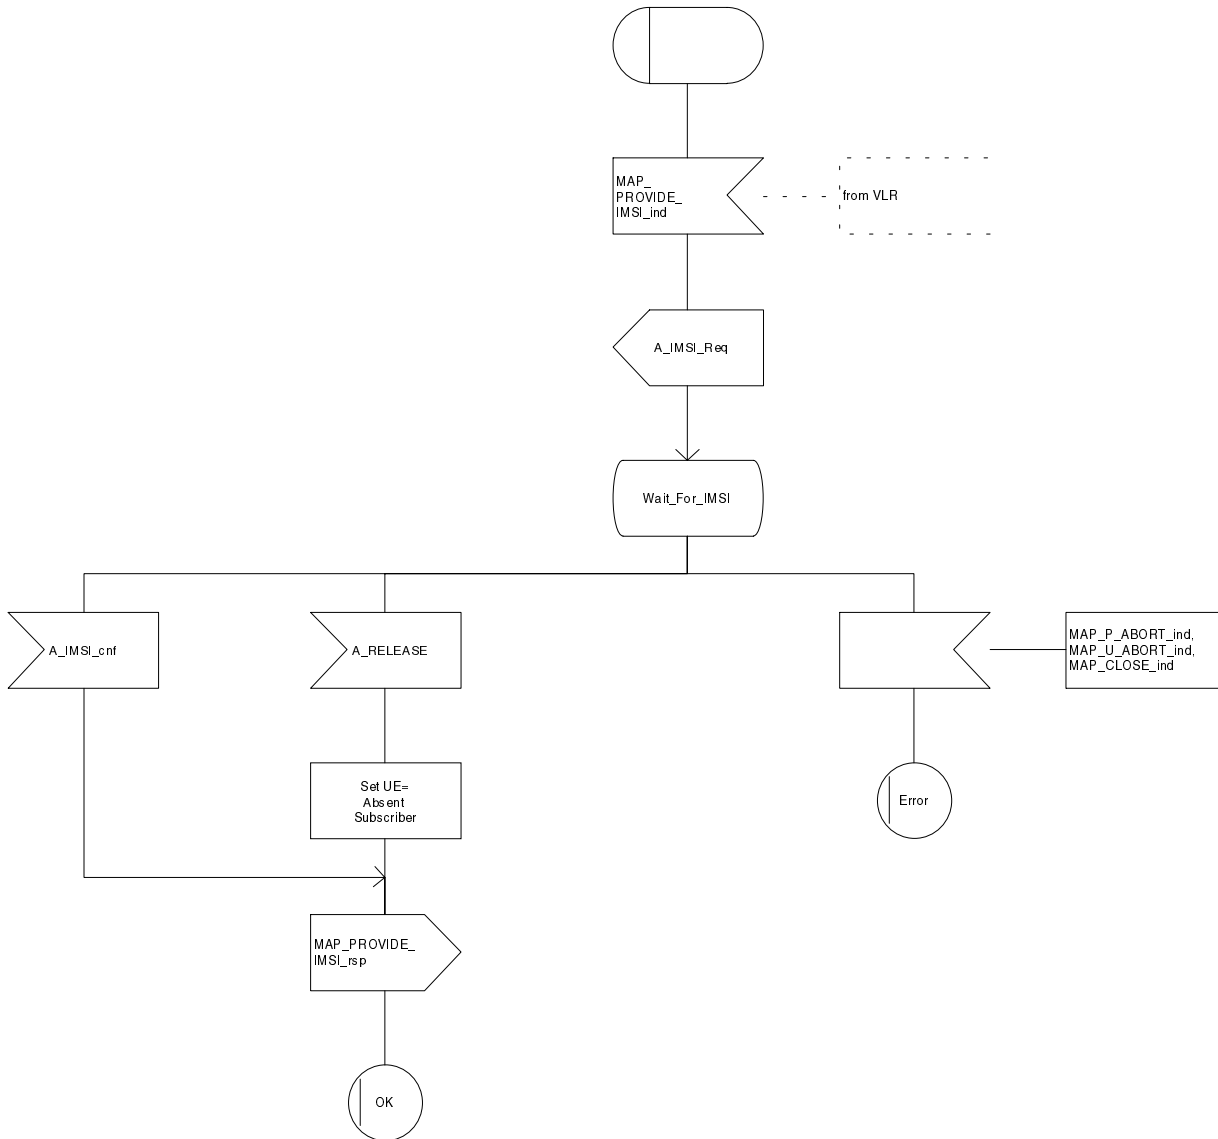 MAP_
PROVIDE_
IMSI_ind
from VLR
A_IMSI_Req
Wait_For_IMSI
A_IMSI_cnf
A_RELEASE
MAP_P_ABORT_ind,
MAP_U_ABORT_ind,
MAP_CLOSE_ind
Set UE=
Absent
Subscriber
Error
MAP_PROVIDE_
IMSI_rsp
OK